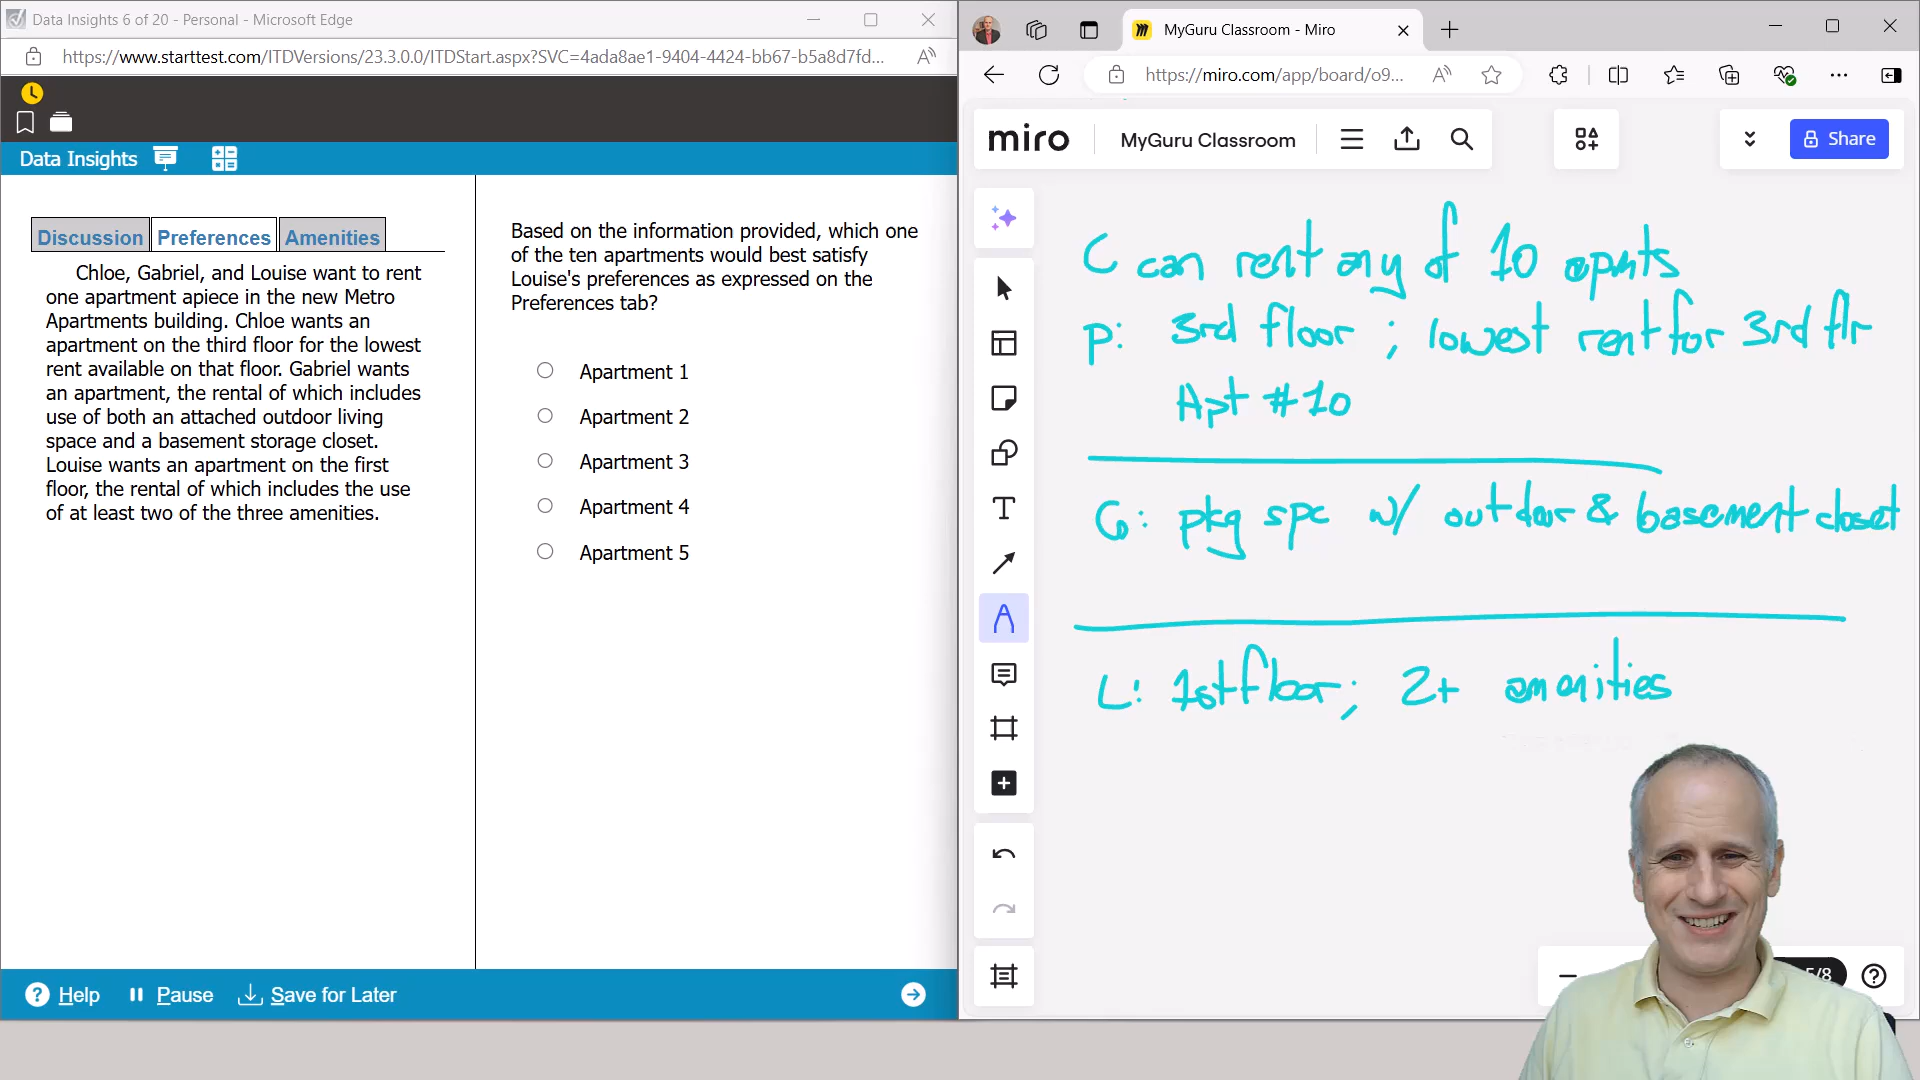 Data Insights 6 of 20 - Personal - Microsoft Edge
https://www.starttest.com/ITDVersions/23.3.0.0/ITDStart.aspx?SVC=4ada8ae1-9404-4424-bb67-b5a8d7fd...
Data Insights
Discussion Preferences Amenities
Chloe, Gabriel, and Louise want to rent
one apartment apiece in the new Metro
Apartments building. Chloe wants an
apartment on the third floor for the lowest
rent available on that floor. Gabriel wants
an apartment, the rental of which includes
use of both an attached outdoor living
space and a basement storage closet.
Louise wants an apartment on the first
floor, the rental of which includes the use
of at least two of the three amenities.
Based on the information provided, which one
of the ten apartments would best satisfy
Louise's preferences as expressed on the
Preferences tab?
Apartment 1
Apartment 2
Apartment 3
Apartment 4
Apartment 5
Help Pause Save for Later
MyGuru Classroom - Miro
https://miro.com/app/board/o9...
miro MyGuru Classroom Share
C can rent any of 10 apmts
P: 3rd floor ; lowest rent for 3rd flr
Apt #10
G: pkg spc w/ outdoor & basement closet
L: 1st floor; 2+ amenities
5/8